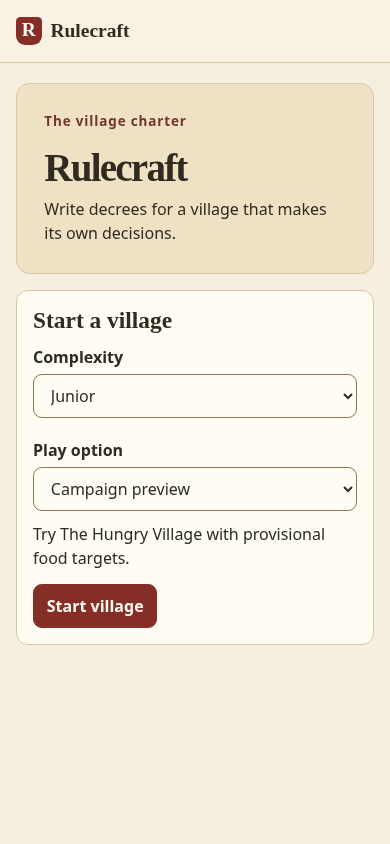 R Rulecraft
The village charter
Rulecraft
Write decrees for a village that makes
its own decisions.
Start a village
Complexity
Junior
Play option
Campaign preview
Try The Hungry Village with provisional
food targets.
Start village